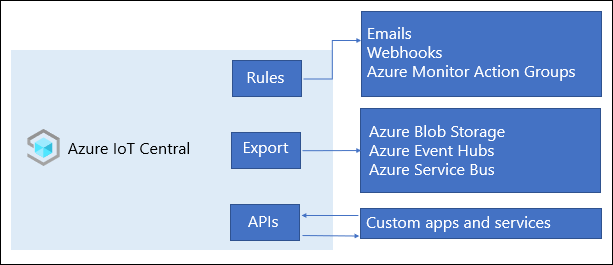 Azure IoT Central
Rules
Emails
Webhooks
Azure Monitor Action Groups
Export
Azure Blob Storage
Azure Event Hubs
Azure Service Bus
APIs
Custom apps and services